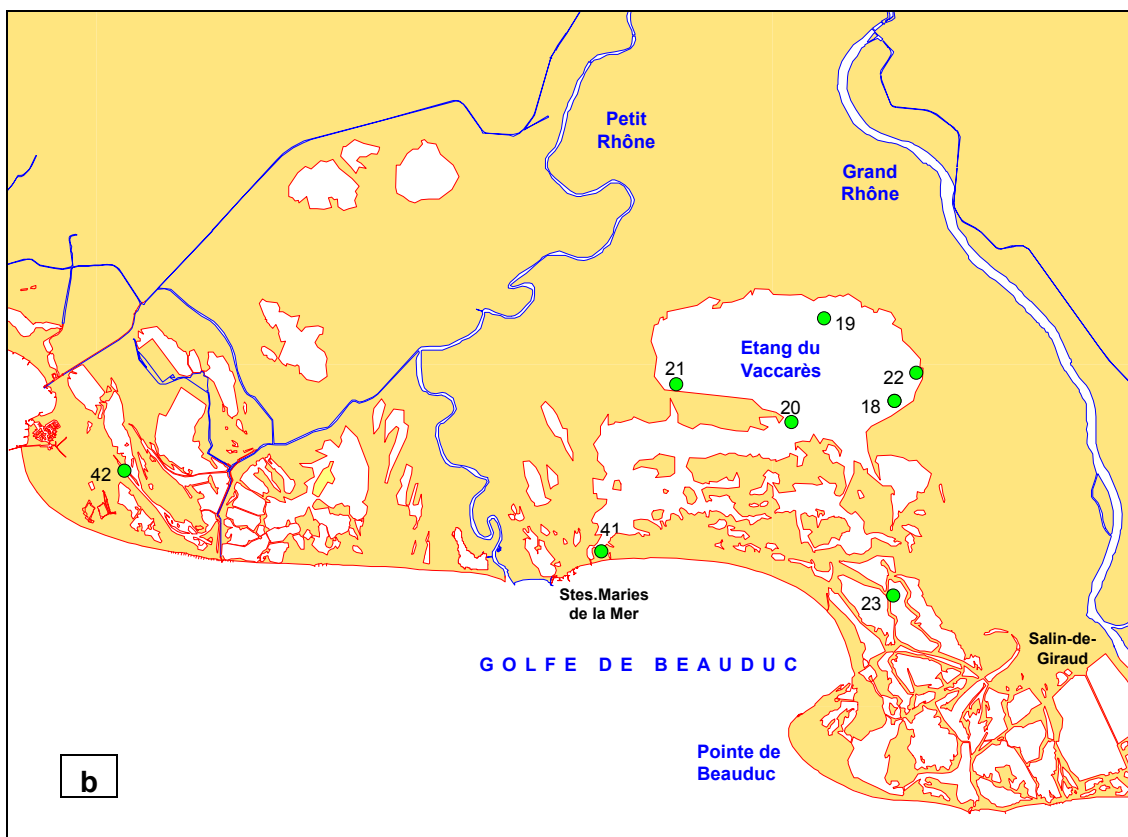 Petit
Rhône
Grand
Rhône
19
Etang du
Vaccarès
21
22
18
20
42
41
Stes.Maries
de la Mer
23
Salin-de-
Giraud
GOLFE DE BEAUDUC
Pointe de
Beauduc
b